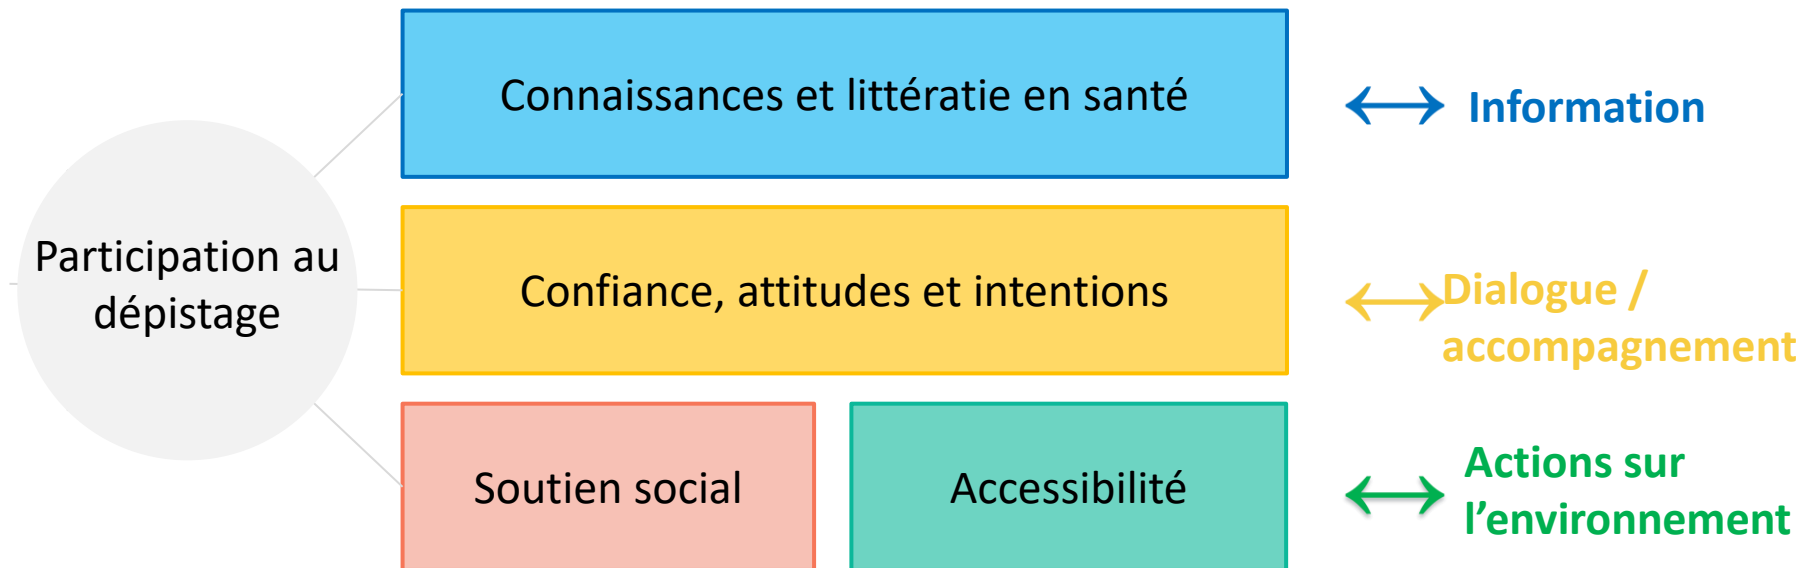 Participation au
dépistage
Connaissances et littératie en santé
Information
Confiance, attitudes et intentions
Dialogue /
accompagnement
Soutien social
Accessibilité
Actions sur
l’environnement